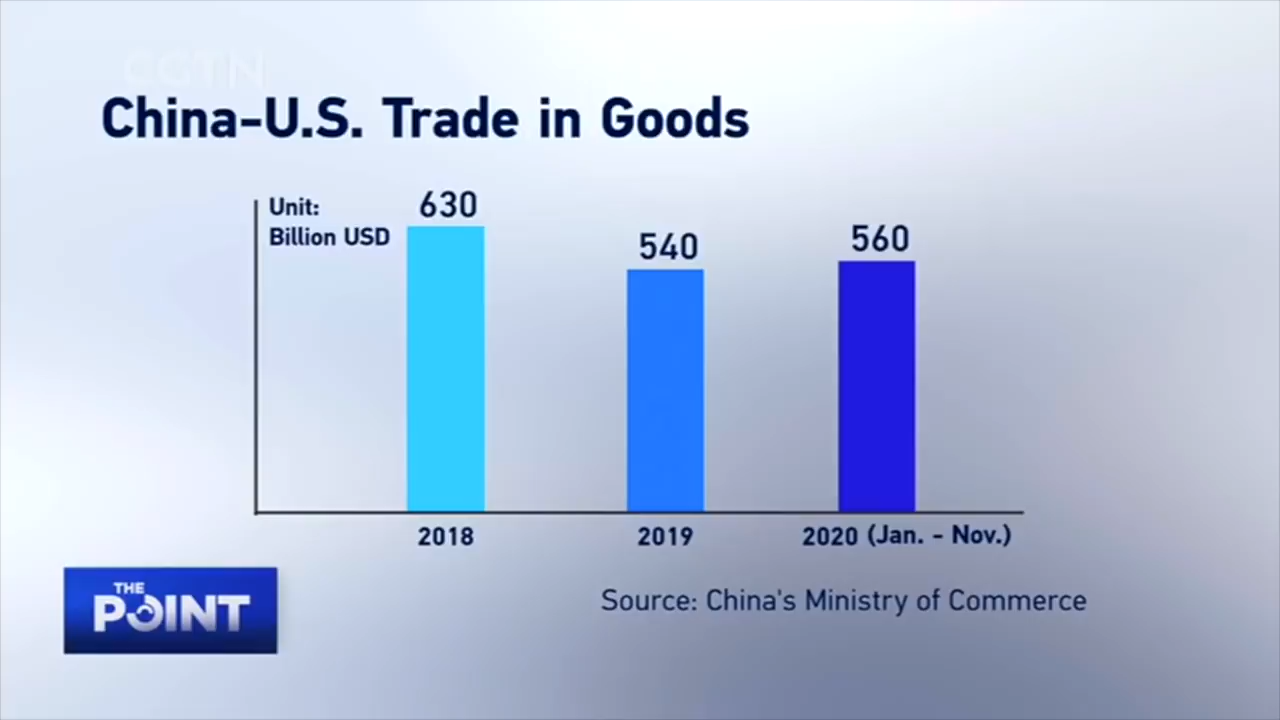 CGTN
China-U.S. Trade in Goods
Unit:
Billion USD
630
540
560
2018
2019
2020 (Jan. - Nov.)
THE
POINT
Source: China's Ministry of Commerce